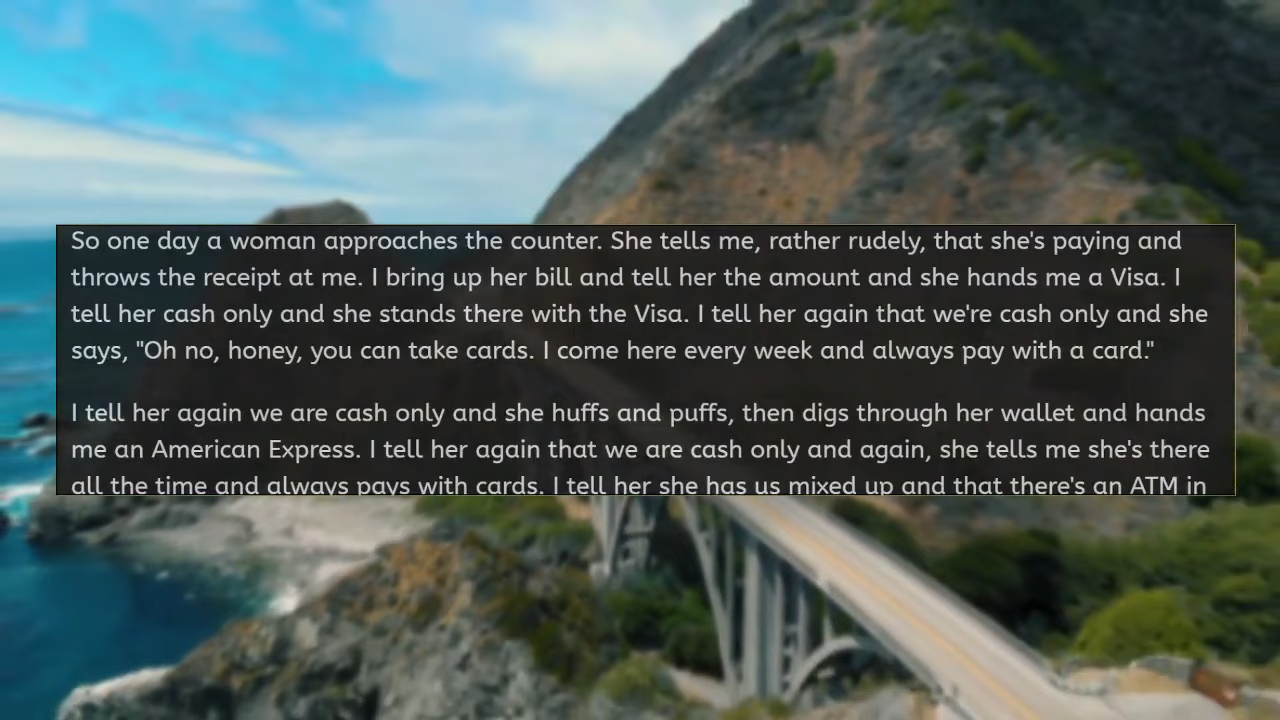 So one day a woman approaches the counter. She tells me, rather rudely, that she's paying and
throws the receipt at me. I bring up her bill and tell her the amount and she hands me a Visa. I
tell her cash only and she stands there with the Visa. I tell her again that we're cash only and she
says, "Oh no, honey, you can take cards. I come here every week and always pay with a card."
I tell her again we are cash only and she huffs and puffs, then digs through her wallet and hands
me an American Express. I tell her again that we are cash only and again, she tells me she's there
all the time and always pays with cards. I tell her she has us mixed up and that there's an ATM in